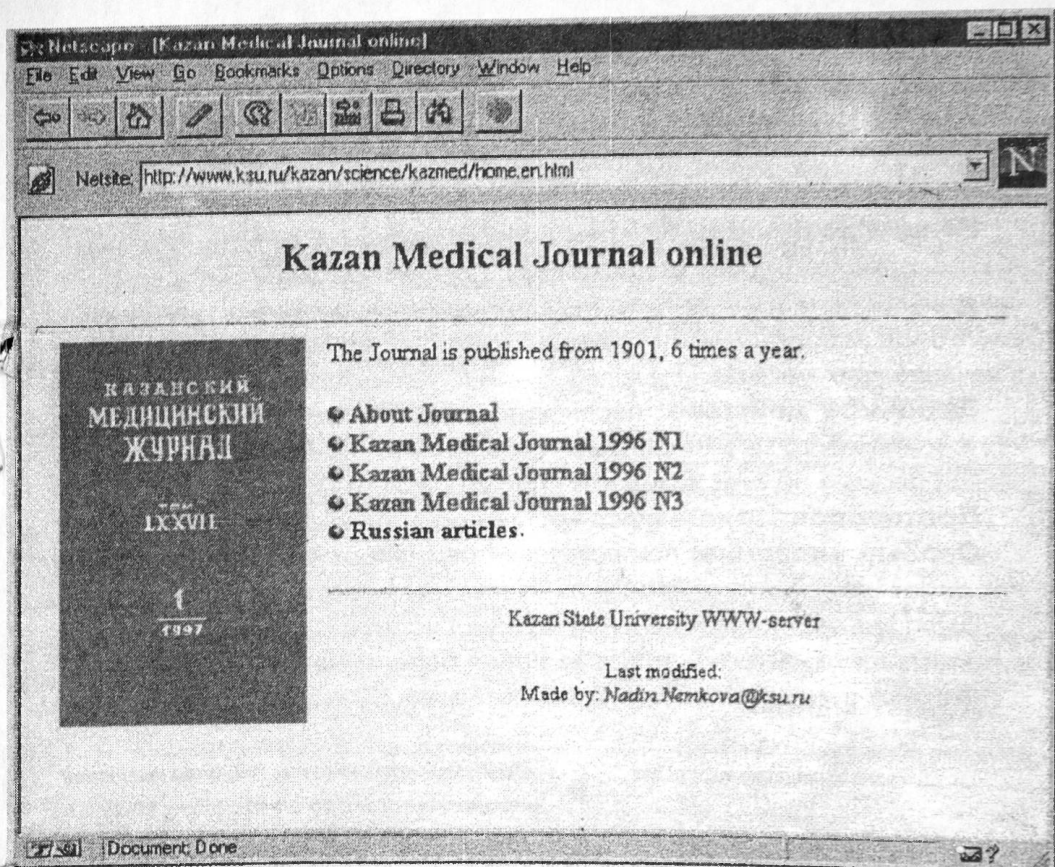 Netscape - [Kazan Medical Journal online]
File Edit View Go Bookmarks Options Directory Window Help
Netsite: http://www.ksu.ru/kazan/science/kazmed/home.en.html
N
Kazan Medical Journal online
The Journal is published from 1901, 6 times a year.
КАЗАНСКИЙ
МЕДИЦИНСКИЙ
ЖУРНАЛ
ТОМ
LXXVII
1
1997
About Journal
Kazan Medical Journal 1996 N1
Kazan Medical Journal 1996 N2
Kazan Medical Journal 1996 N3
Russian articles.
Kazan State University WWW-server
Last modified:
Made by: Nadin.Nemkova@ksu.ru
Document: Done